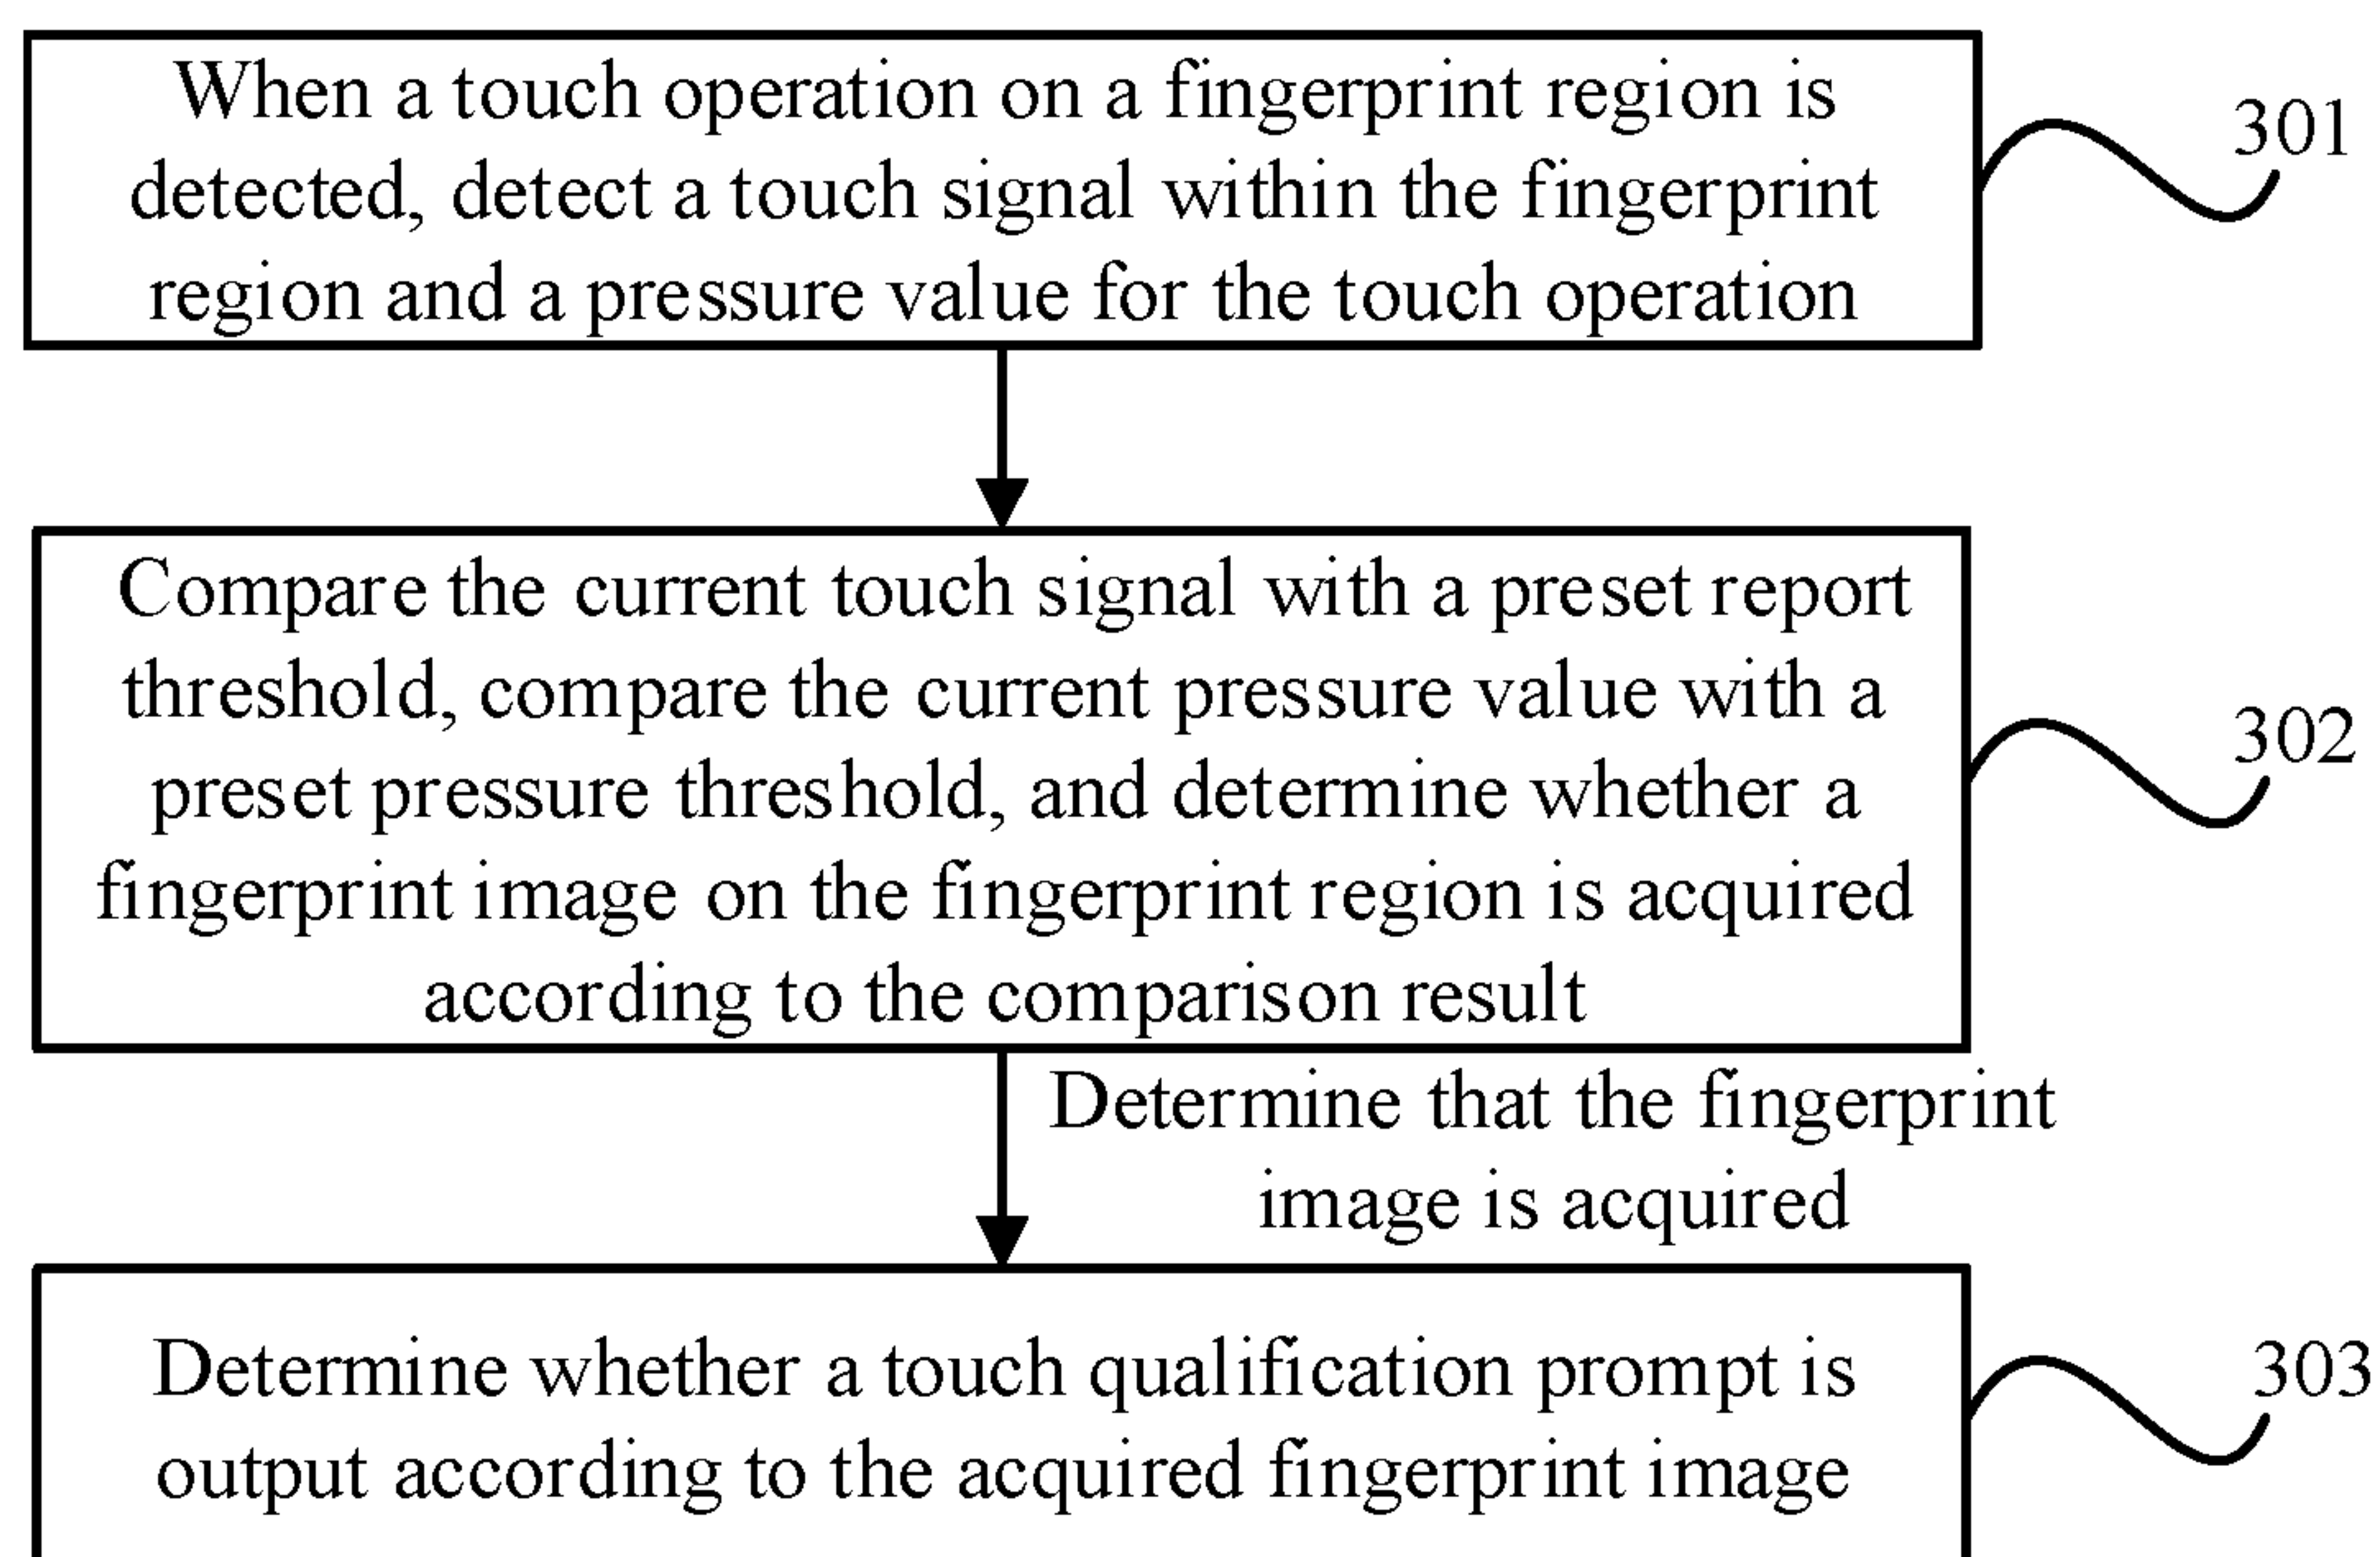 When a touch operation on a fingerprint region is
detected, detect a touch signal within the fingerprint
region and a pressure value for the touch operation
301
Compare the current touch signal with a preset report
threshold, compare the current pressure value with a
preset pressure threshold, and determine whether a
fingerprint image on the fingerprint region is acquired
according to the comparison result
302
Determine that the fingerprint
image is acquired
Determine whether a touch qualification prompt is
output according to the acquired fingerprint image
303